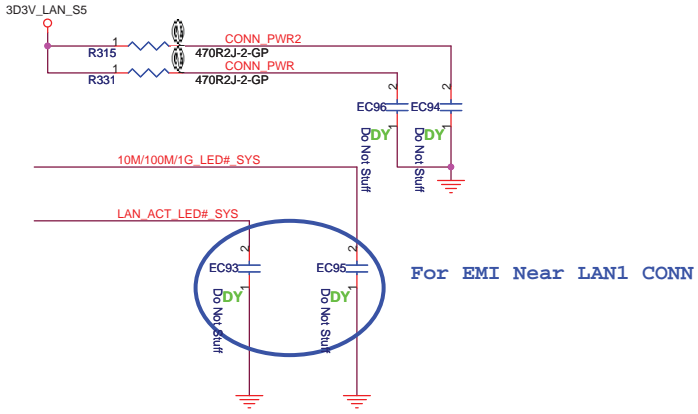 3D3V_LAN_S5
1
2
CONN_PWR2
R315
470R2J-2-GP
1
2
CONN_PWR
R331
470R2J-2-GP
2
2
EC96
EC94
DY
1
DY
1
Do Not Stuff
Do Not Stuff
10M/100M/1G_LED#_SYS
LAN_ACT_LED#_SYS
2
2
EC93
EC95
For EMI Near LAN1 CONN
DY
1
DY
1
Do Not Stuff
Do Not Stuff